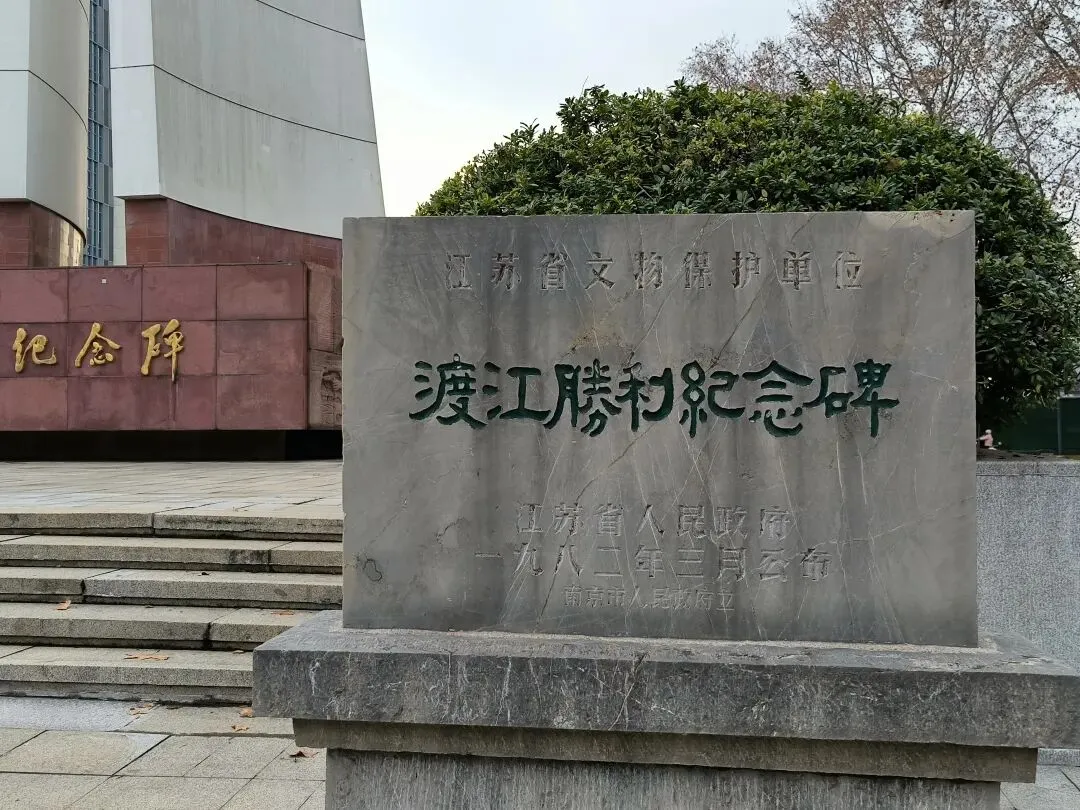 纪念碑
江苏省文物保护单位
渡江勝利紀念碑
江苏省人民政府
一九八二年三月公布
南京市人民政府立